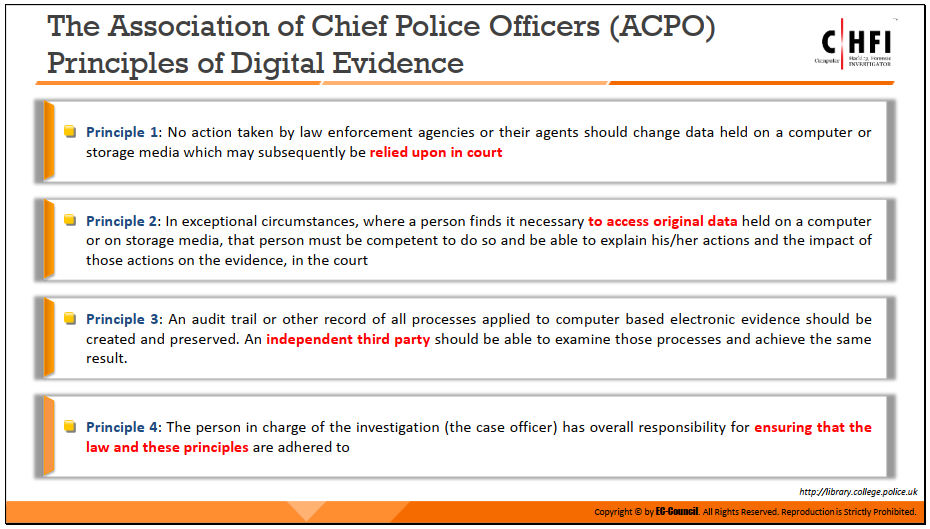 The Association of Chief Police Officers (ACPO)
Principles of Digital Evidence
C HFI
Computer Hacking Forensic
INVESTIGATOR
Principle 1: No action taken by law enforcement agencies or their agents should change data held on a computer or
storage media which may subsequently be relied upon in court
Principle 2: In exceptional circumstances, where a person finds it necessary to access original data held on a computer
or on storage media, that person must be competent to do so and be able to explain his/her actions and the impact of
those actions on the evidence, in the court
Principle 3: An audit trail or other record of all processes applied to computer based electronic evidence should be
created and preserved. An independent third party should be able to examine those processes and achieve the same
result.
Principle 4: The person in charge of the investigation (the case officer) has overall responsibility for ensuring that the
law and these principles are adhered to
http://library.college.police.uk
Copyright © by EC-Council. All Rights Reserved. Reproduction is Strictly Prohibited.